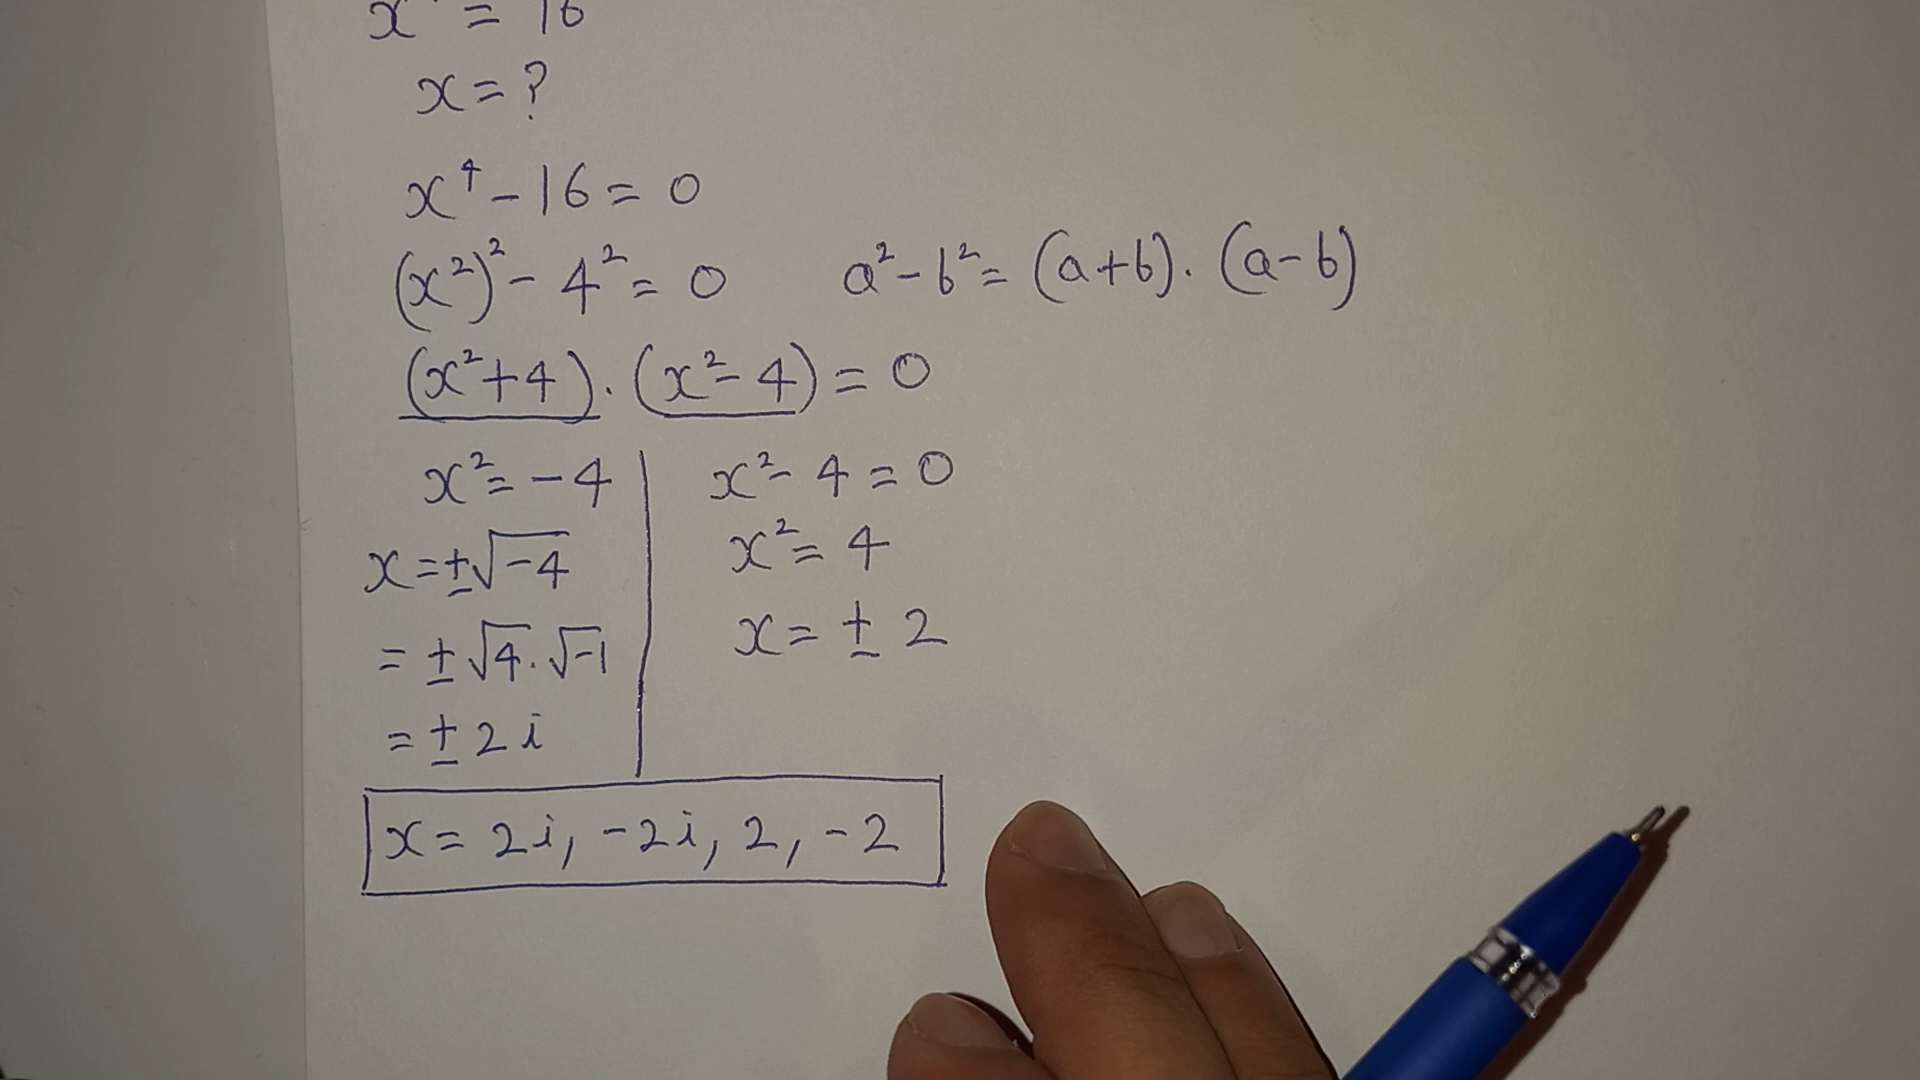 x⁴ = 16
x = ?
x⁴ - 16 = 0
(x²)² - 4² = 0    a² - b² = (a+b).(a-b)
(x²+4).(x²-4) = 0
x² = -4    x² - 4 = 0
x = ±√-4    x² = 4
= ±√4.√-1    x = ± 2
= ± 2i
x = 2i, -2i, 2, -2